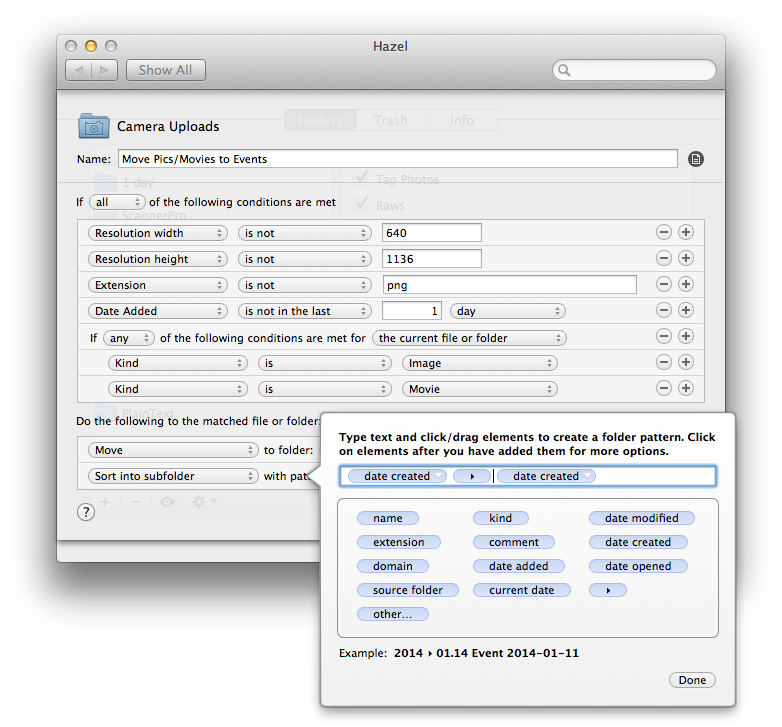 Hazel
Show All
Folders Trash Info
Camera Uploads
Name: Move Pics/Movies to Events
1 day
Tag Photos
ScannerPro
Raws
If all of the following conditions are met
Resolution width is not 640
Resolution height is not 1136
Extension is not png
Date Added is not in the last 1 day
If any of the following conditions are met for the current file or folder
Kind is Image
Kind is Movie
PlainText
Do the following to the matched file or folder:
Move to folder:
Sort into subfolder with pat
?
Type text and click/drag elements to create a folder pattern. Click
on elements after you have added them for more options.
date created ▸ date created
name kind date modified
extension comment date created
domain date added date opened
source folder current date ▸
other...
Example: 2014 ▸ 01.14 Event 2014-01-11
Done